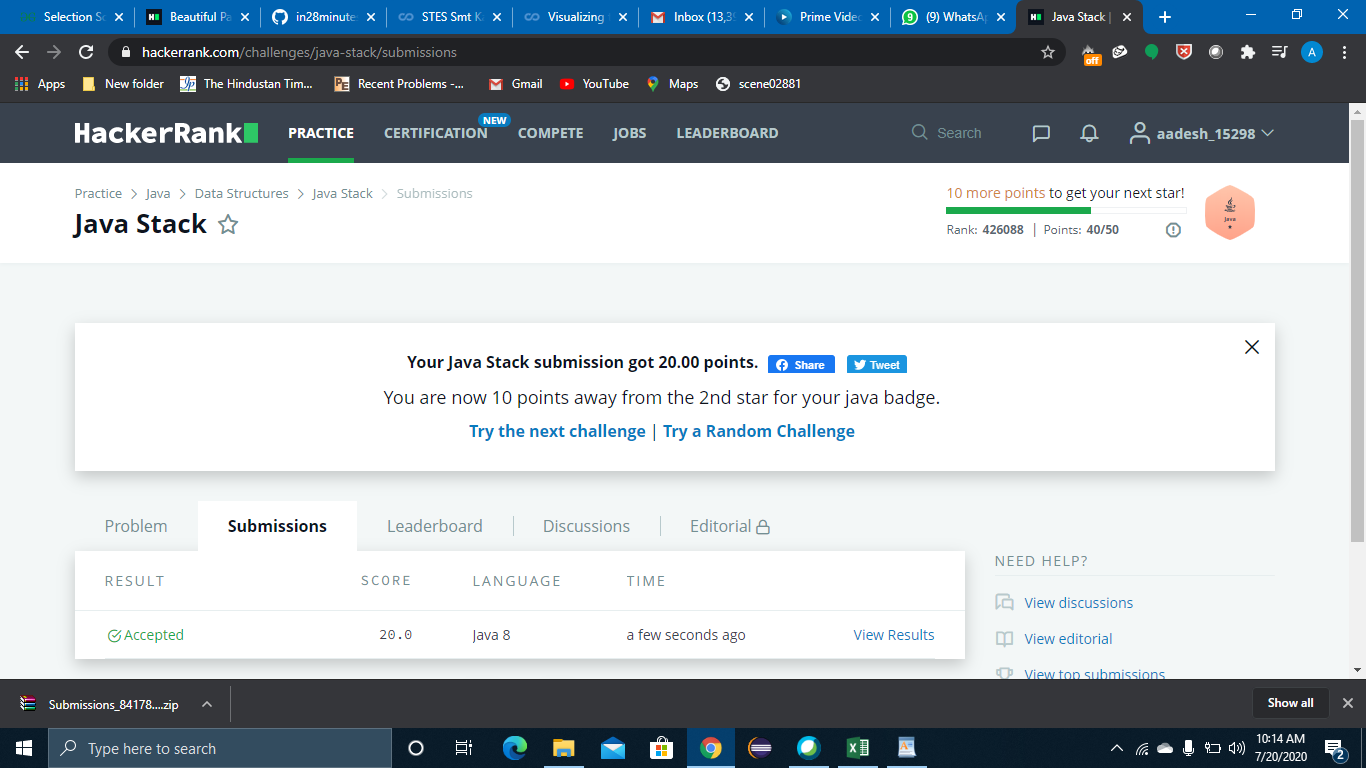 Selection So
Beautiful Pa
in28minute
STES Smt K
Visualizing
Inbox (13,39
Prime Video
(9) WhatsAp
Java Stack |
hackerrank.com/challenges/java-stack/submissions
off
A
Apps
New folder
The Hindustan Tim...
Recent Problems -...
Gmail
YouTube
Maps
scene02881
HackerRank
PRACTICE
CERTIFICATION
NEW
COMPETE
JOBS
LEADERBOARD
Search
aadesh_15298
Practice > Java > Data Structures > Java Stack > Submissions
Java Stack
10 more points to get your next star!
Rank: 426088 | Points: 40/50
Java
Your Java Stack submission got 20.00 points.
Share
Tweet
You are now 10 points away from the 2nd star for your java badge.
Try the next challenge | Try a Random Challenge
Problem
Submissions
Leaderboard
Discussions
Editorial
RESULT SCORE LANGUAGE TIME
Accepted 20.0 Java 8 a few seconds ago View Results
NEED HELP?
View discussions
View editorial
View top submissions
Submissions_84178....zip
Show all
Type here to search
10:14 AM
7/20/2020
2